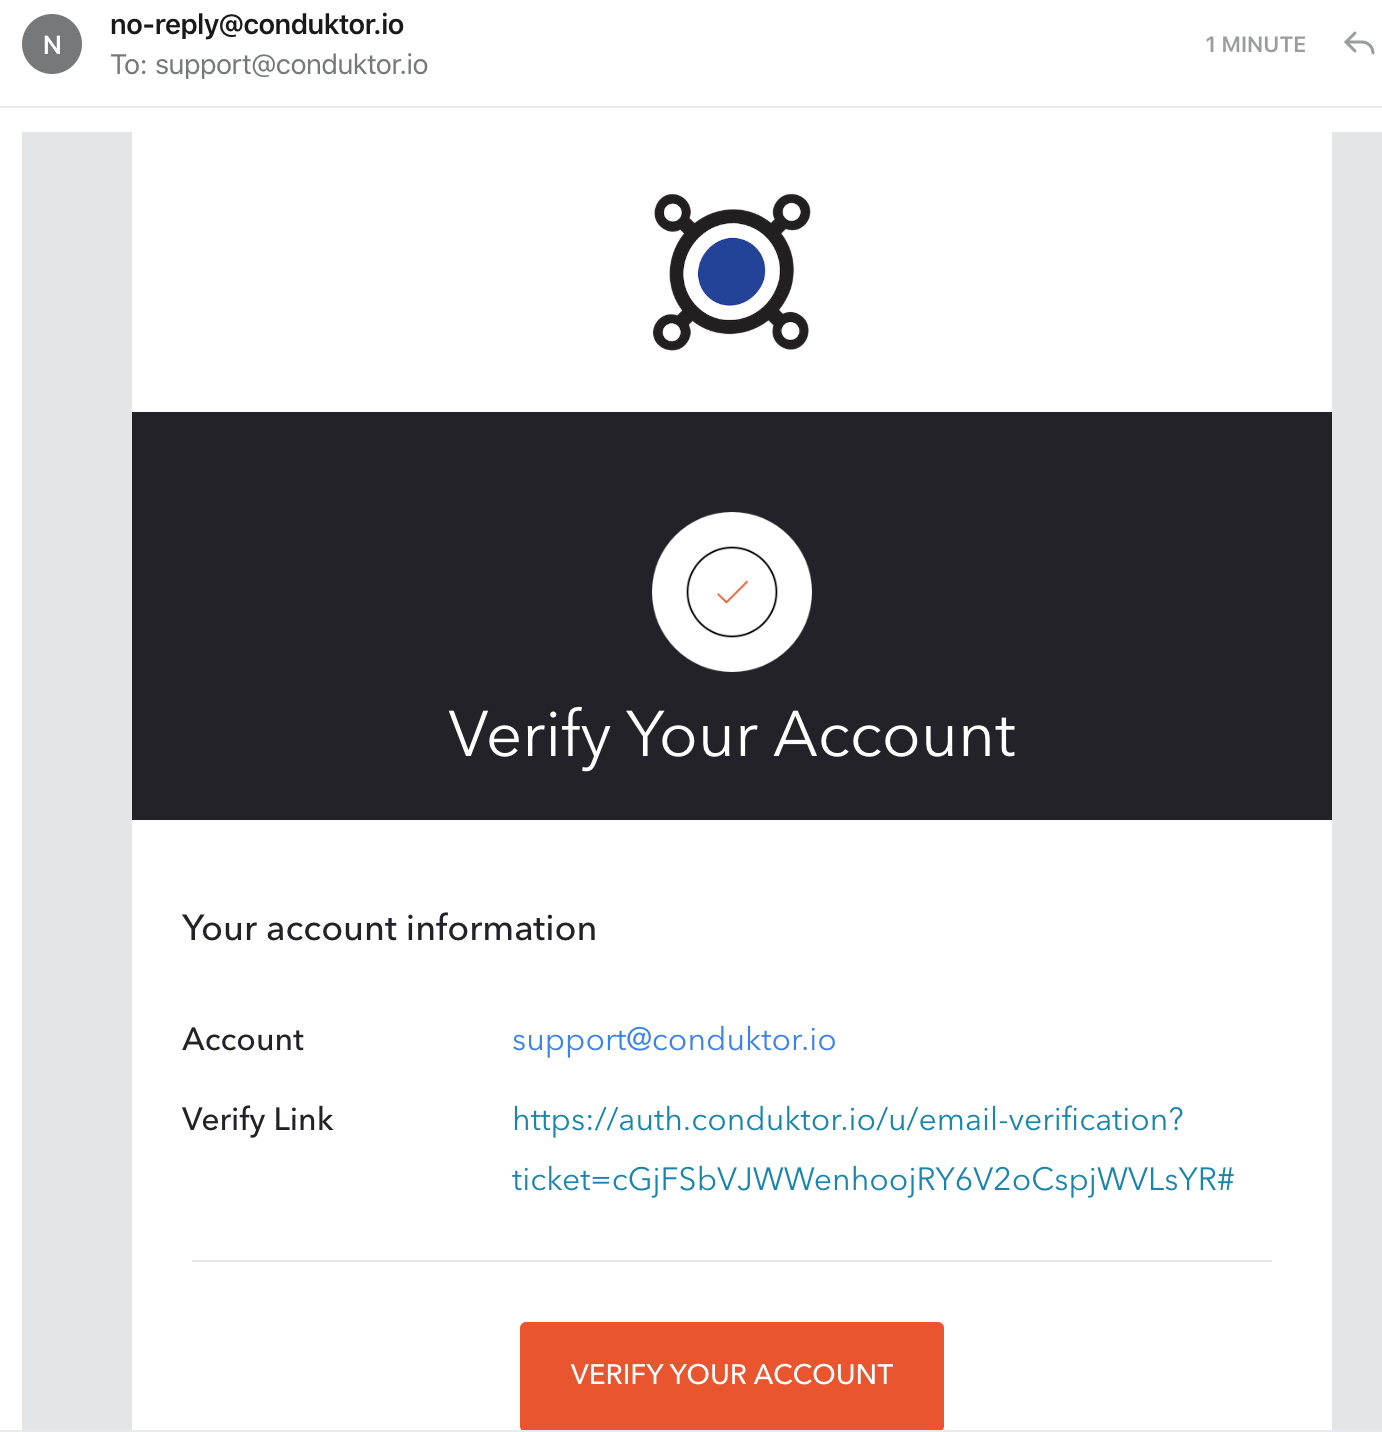 N
no-reply@conduktor.io
To: support@conduktor.io
1 MINUTE
Verify Your Account
Your account information
Account support@conduktor.io
Verify Link https://auth.conduktor.io/u/email-verification?
ticket=cGjFSbVJWWenhoojRY6V2oCspjWVLsYR#
VERIFY YOUR ACCOUNT